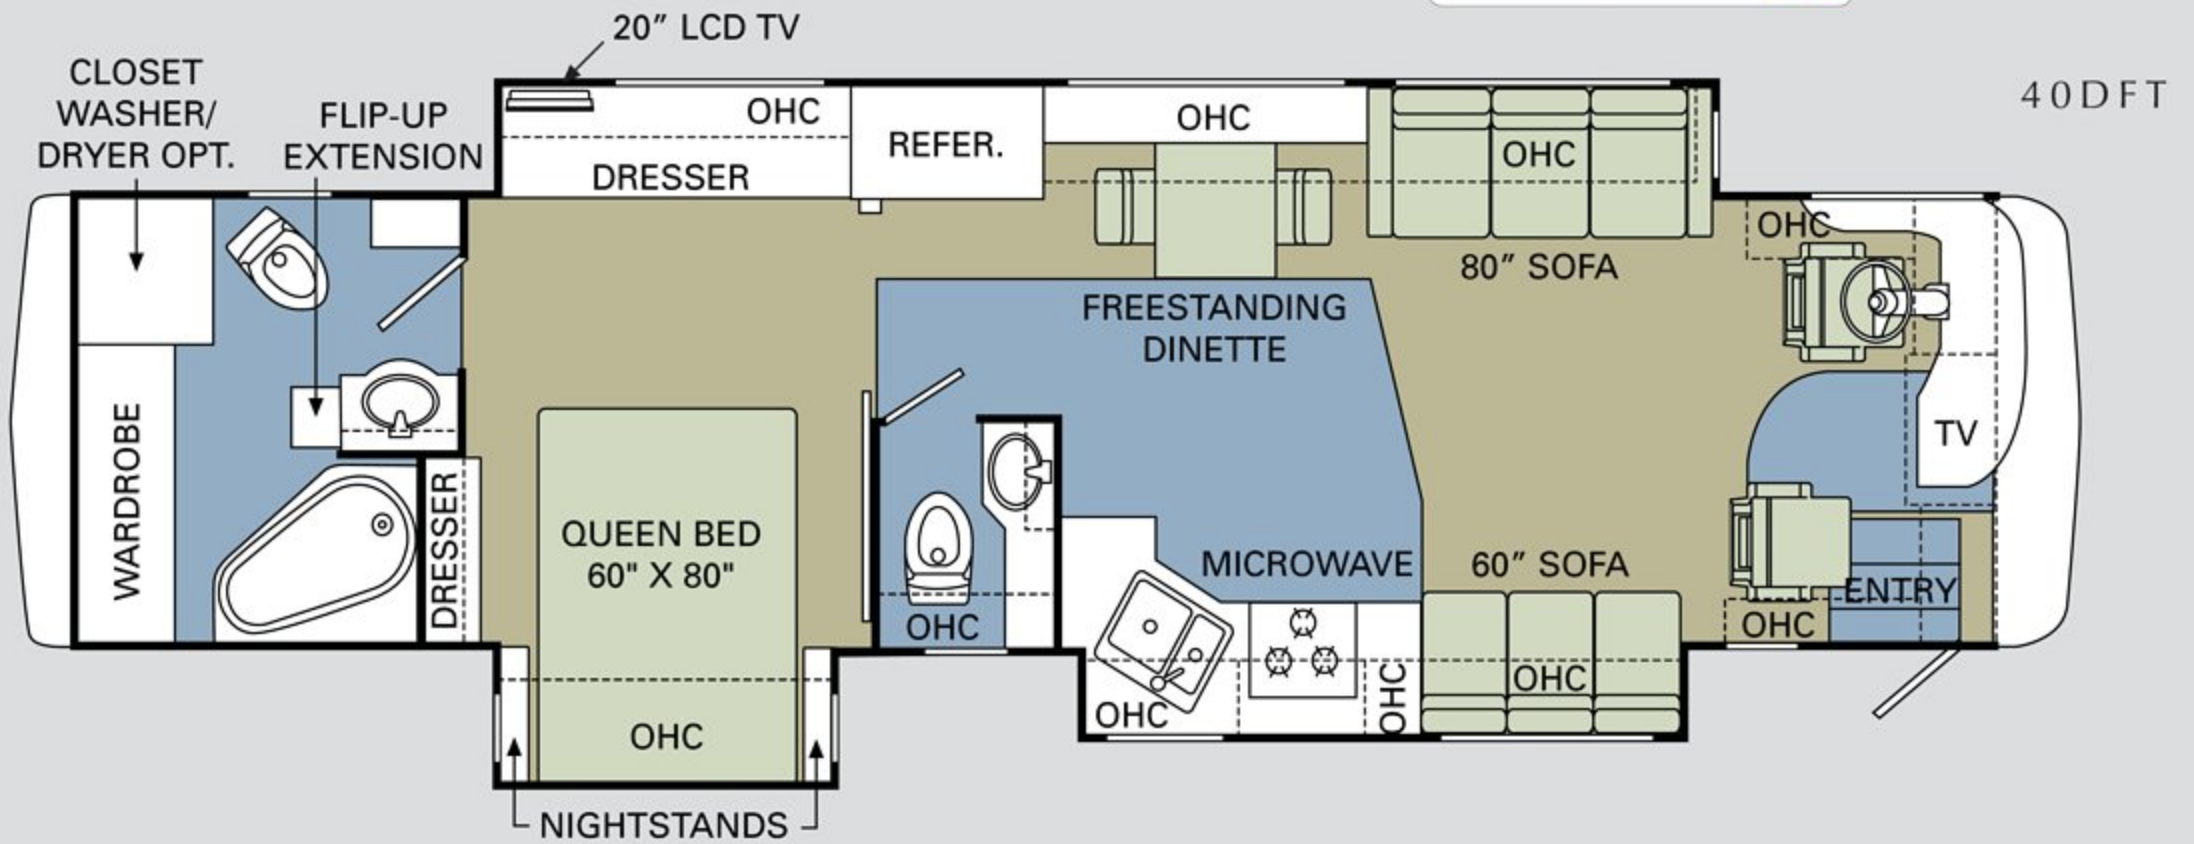 20” LCD TV
CLOSET
WASHER/
DRYER OPT.
FLIP-UP
EXTENSION
40DFT
OHC
DRESSER
REFER.
OHC
OHC
80” SOFA
OHC
FREESTANDING
DINETTE
TV
WARDROBE
DRESSER
QUEEN BED
60" X 80"
OHC
OHC
MICROWAVE
60” SOFA
ENTRY
OHC
OHC
OHC
OHC
NIGHTSTANDS